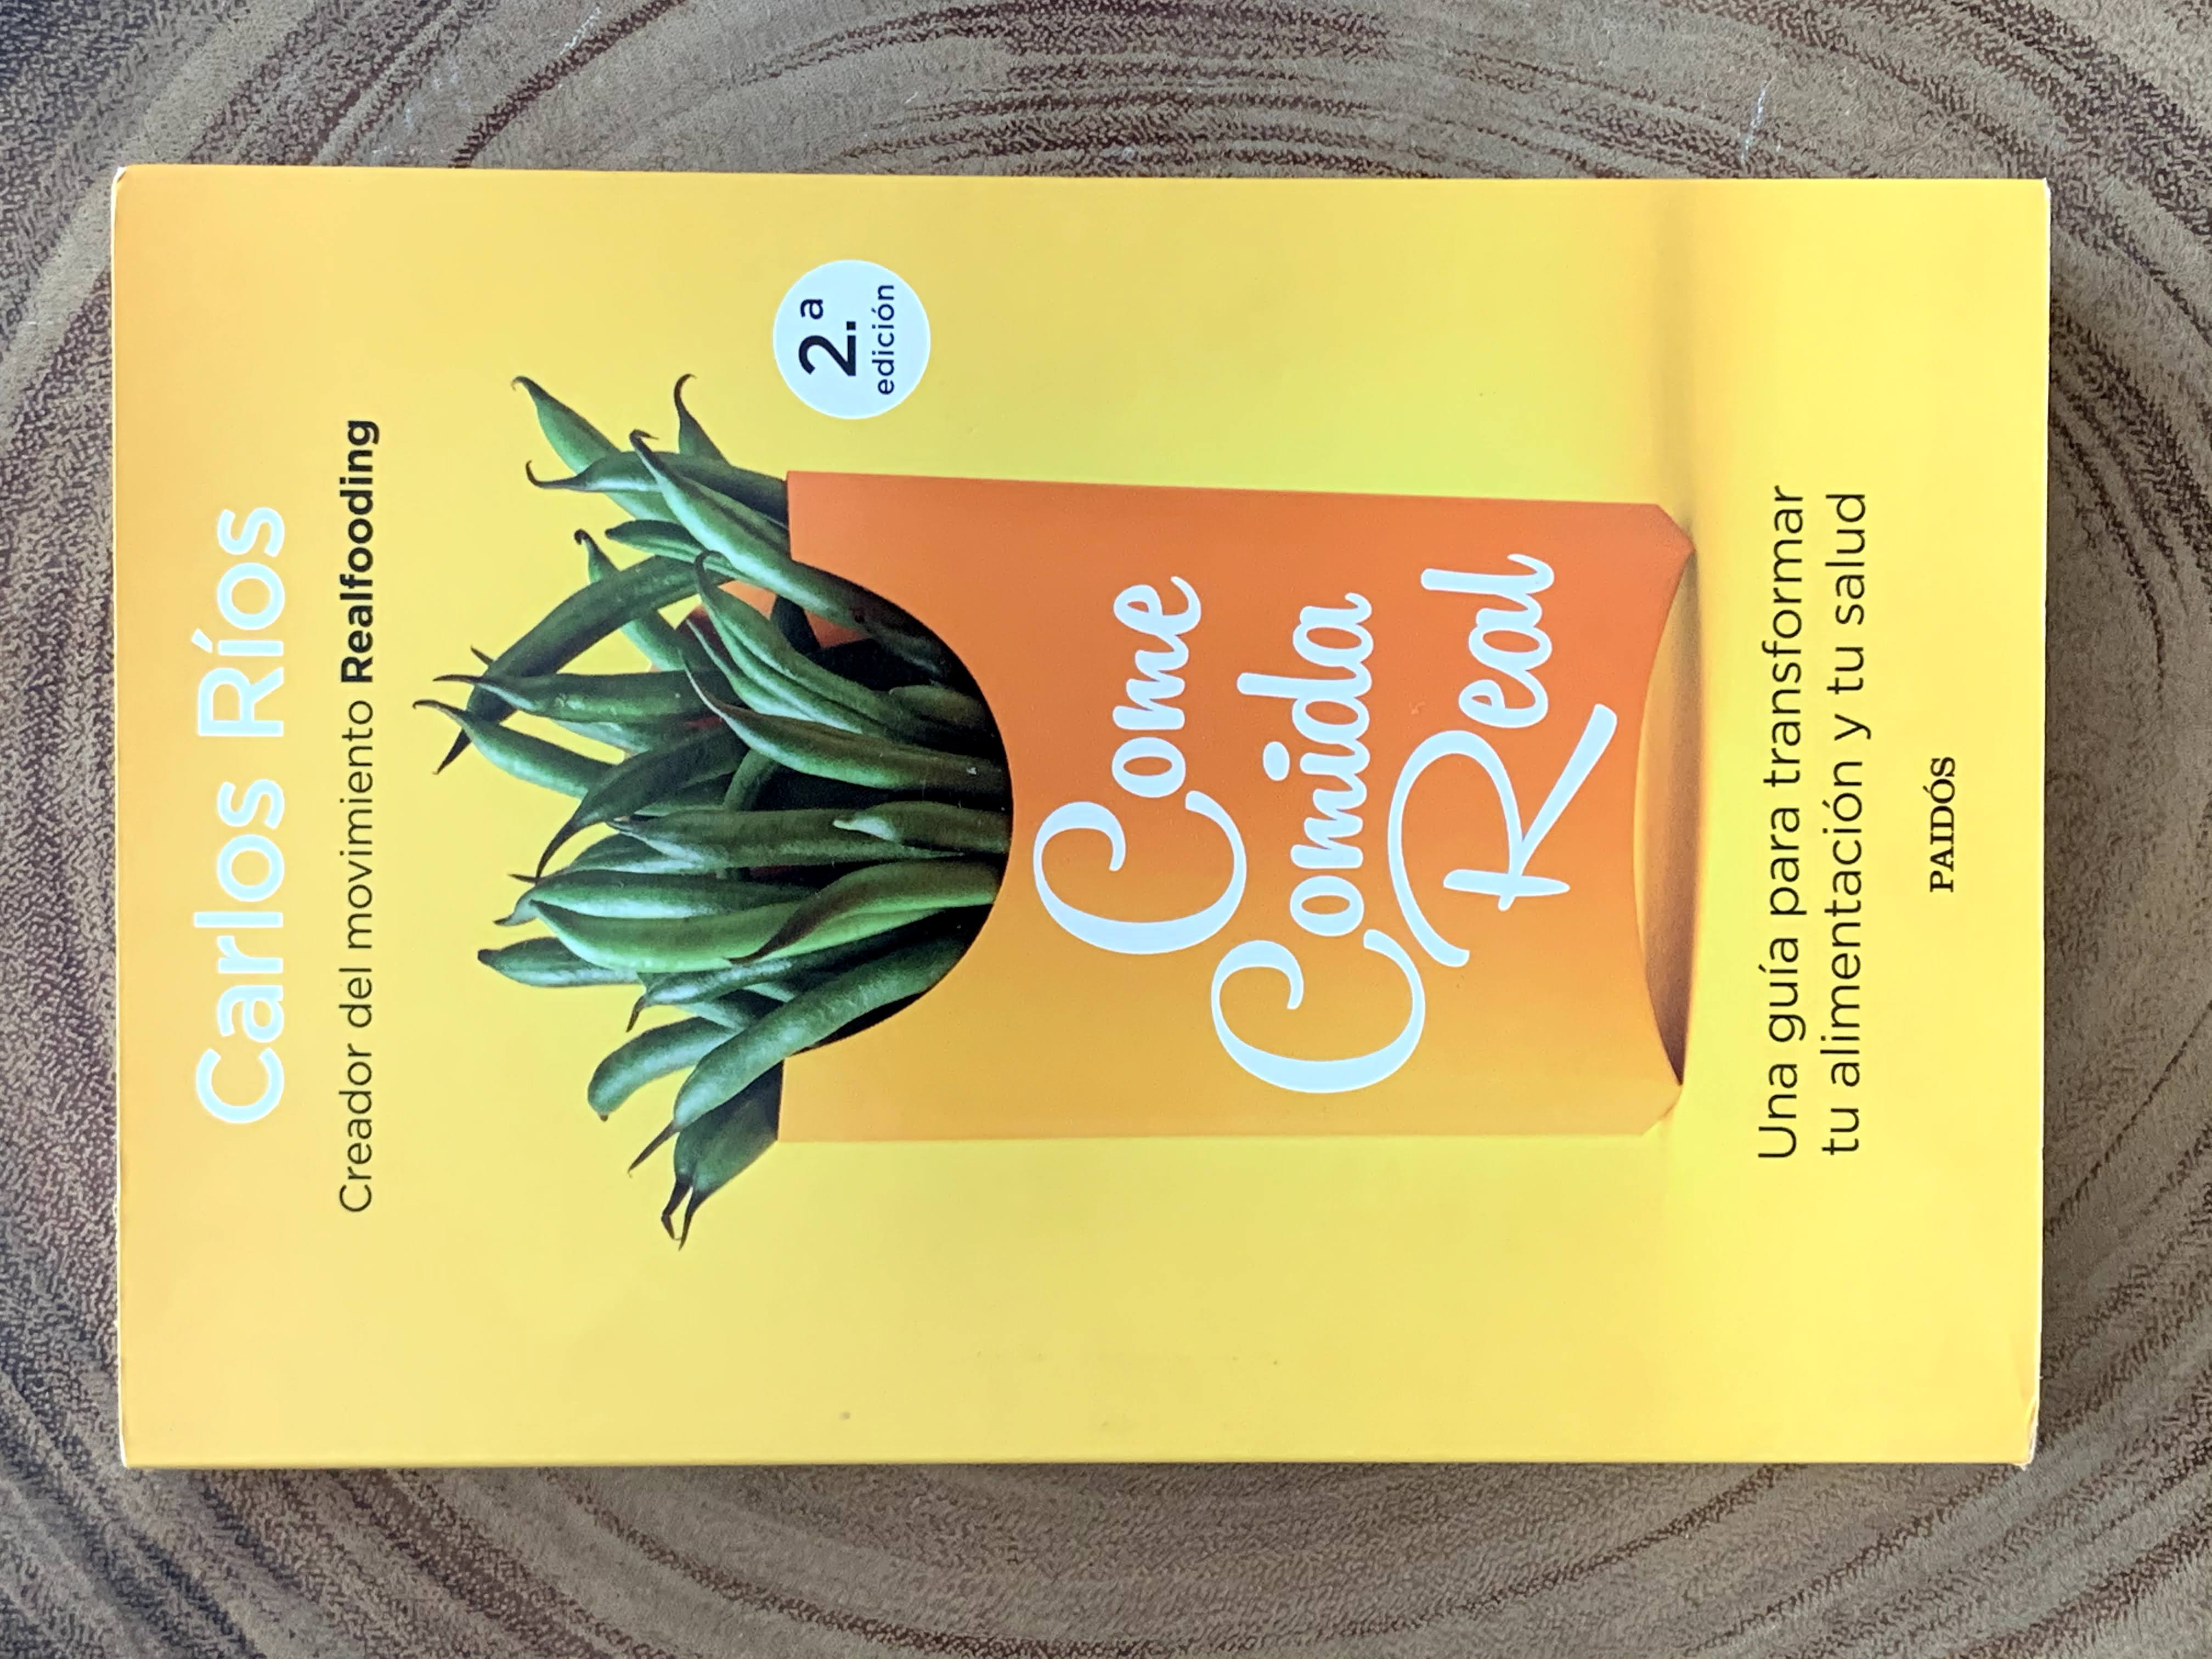 Carlos Ríos
Creador del movimiento Realfooding
2.ª
edición
Come
Comida
Real
Una guía para transformar
tu alimentación y tu salud
PAIDÓS